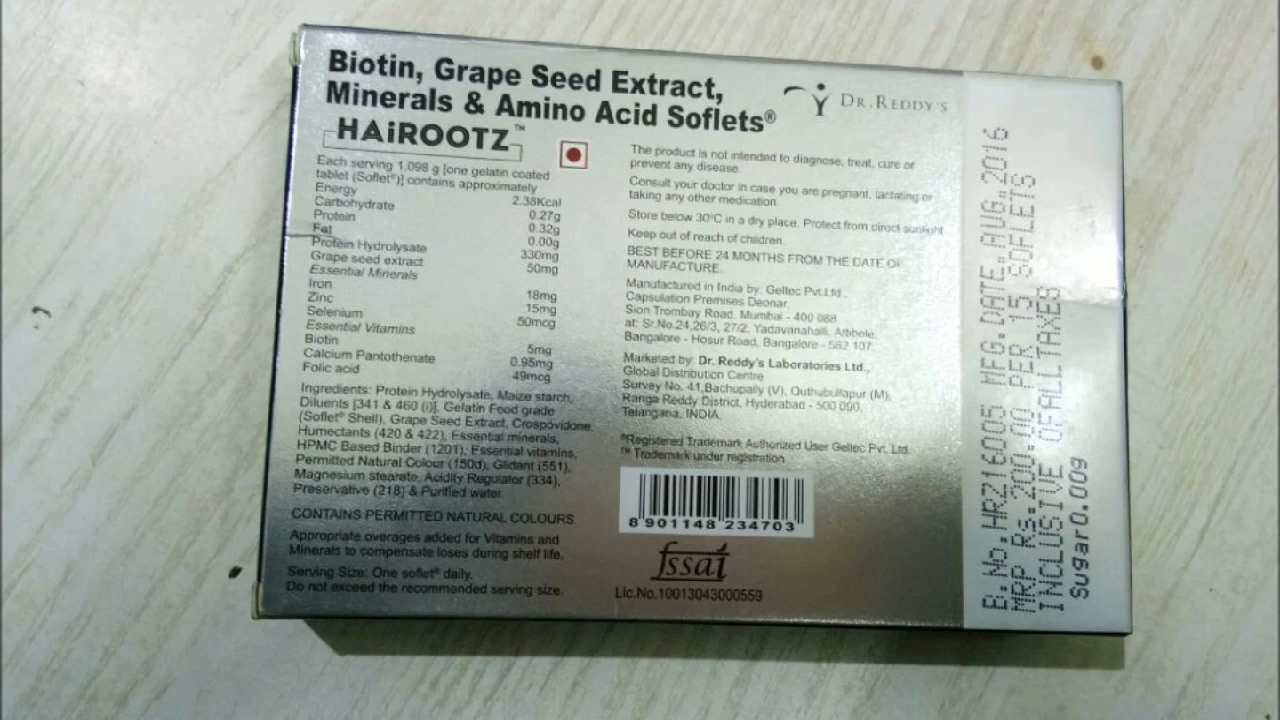 Biotin, Grape Seed Extract,
Minerals & Amino Acid Soflets®
HAiROOTZ™
DR.REDDY'S
Each serving 1.098 g [one gelatin coated
tablet (Soflet®)] contains approximately
Energy 2.38Kcal
Carbohydrate 0.27g
Protein 0.32g
Fat 0.00g
Protein Hydrolysate 330mg
Grape seed extract 50mg
Essential Minerals
Iron 18mg
Zinc 15mg
Selenium 50mcg
Essential Vitamins
Biotin 5mg
Calcium Pantothenate 0.95mg
Folic acid 49mcg
Ingredients: Protein Hydrolysate, Maize starch,
Diluents [341 & 460 (i)], Gelatin Food grade
(Soflet® Shell), Grape Seed Extract, Crospovidone,
Humectants (420 & 422), Essential minerals,
HPMC Based Binder (1201), Essential vitamins,
Permitted Natural Colour (150d), Glidant (551),
Magnesium stearate, Acidity Regulator (334),
Preservative (218) & Purified water.
CONTAINS PERMITTED NATURAL COLOURS
Appropriate overages added for Vitamins and
Minerals to compensate loses during shelf life.
Serving Size: One soflet® daily.
Do not exceed the recommended serving size.
The product is not intended to diagnose, treat, cure or
prevent any disease.
Consult your doctor in case you are pregnant, lactating or
taking any other medication.
Store below 30°C in a dry place. Protect from direct sunlight
Keep out of reach of children.
BEST BEFORE 24 MONTHS FROM THE DATE OF
MANUFACTURE.
Manufactured in India by: Geltec Pvt.Ltd.,
Capsulation Premises Deonar,
Sion Trombay Road, Mumbai - 400 088
at: Sr.No.24,26/3, 27/2, Yadavanahalli, Attibele,
Bangalore - Hosur Road, Bangalore - 562 107.
Marketed by: Dr. Reddy's Laboratories Ltd.,
Global Distribution Centre
Survey No. 41,Bachupally (V), Quthubullapur (M),
Ranga Reddy District, Hyderabad - 500 090,
Telangana, INDIA.
®Registered Trademark Authorized User Geltec Pvt. Ltd.
™ Trademark under registration
8 901148 234703
fssai
Lic.No.10013043000559
B.No.HRZ16005 MFG.DATE.AUG.2016
MRP Rs.200.00 PER 15 SOFLETS
INCLUSIVE OF ALL TAXES
Sugar 0.00g